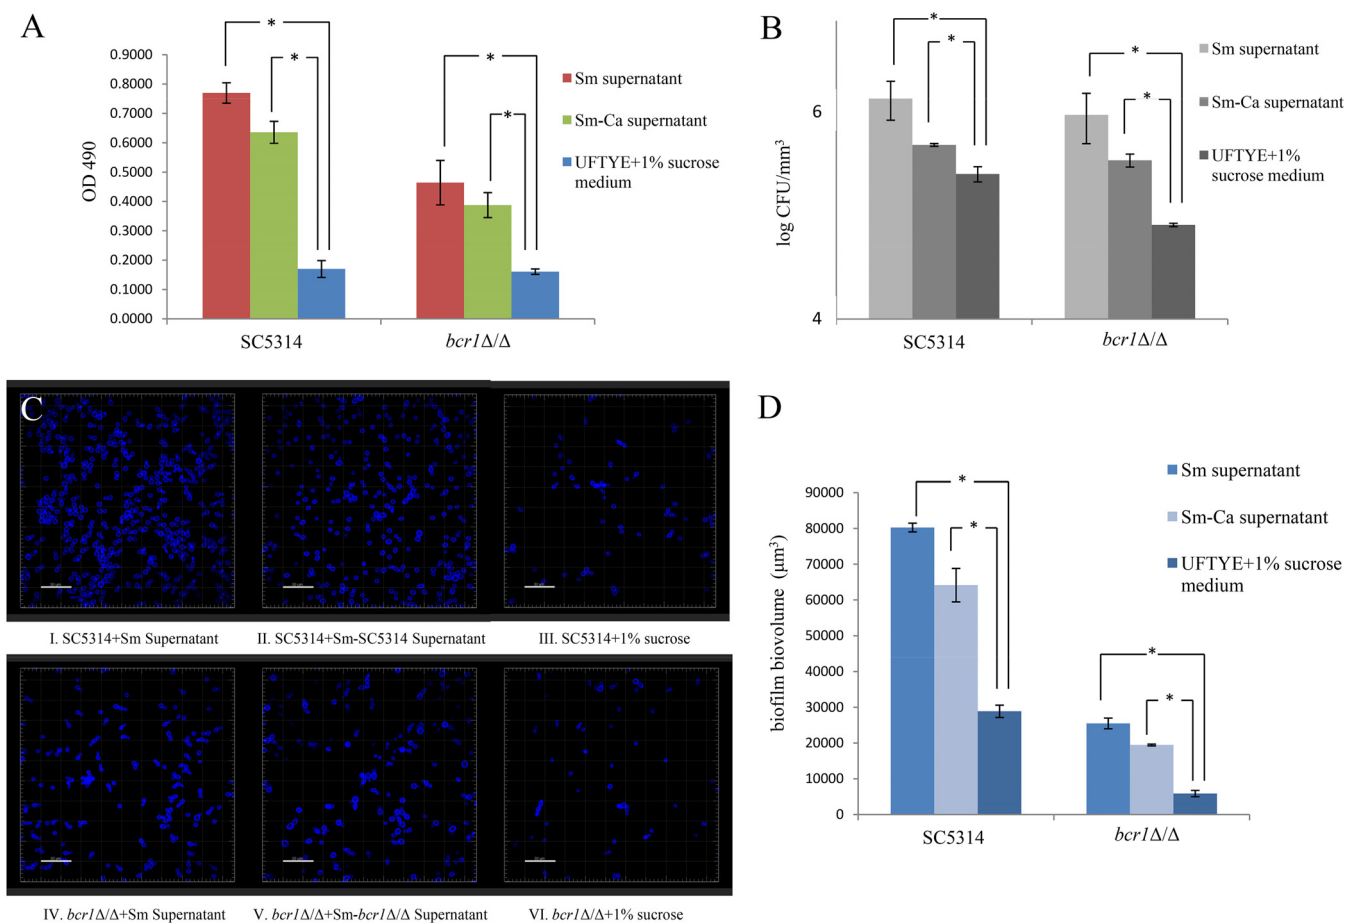 A
OD 490
0.9000
0.8000
0.7000
0.6000
0.5000
0.4000
0.3000
0.2000
0.1000
0.0000
*
*
*
*
SC5314
bcr1Δ/Δ
Sm supernatant
Sm-Ca supernatant
UFTYE+1% sucrose
medium
B
log CFU/mm³
6
4
*
*
*
*
SC5314
bcr1Δ/Δ
Sm supernatant
Sm-Ca supernatant
UFTYE+1%
sucrose medium
C
I. SC5314+Sm Supernatant
II. SC5314+Sm-SC5314 Supernatant
III. SC5314+1% sucrose
IV. bcr1Δ/Δ+Sm Supernatant
V. bcr1Δ/Δ+Sm-bcr1Δ/Δ Supernatant
VI. bcr1Δ/Δ+1% sucrose
D
biofilm biovolume (μm³)
90000
80000
70000
60000
50000
40000
30000
20000
10000
0
*
*
*
*
SC5314
bcr1Δ/Δ
Sm supernatant
Sm-Ca supernatant
UFTYE+1% sucrose
medium